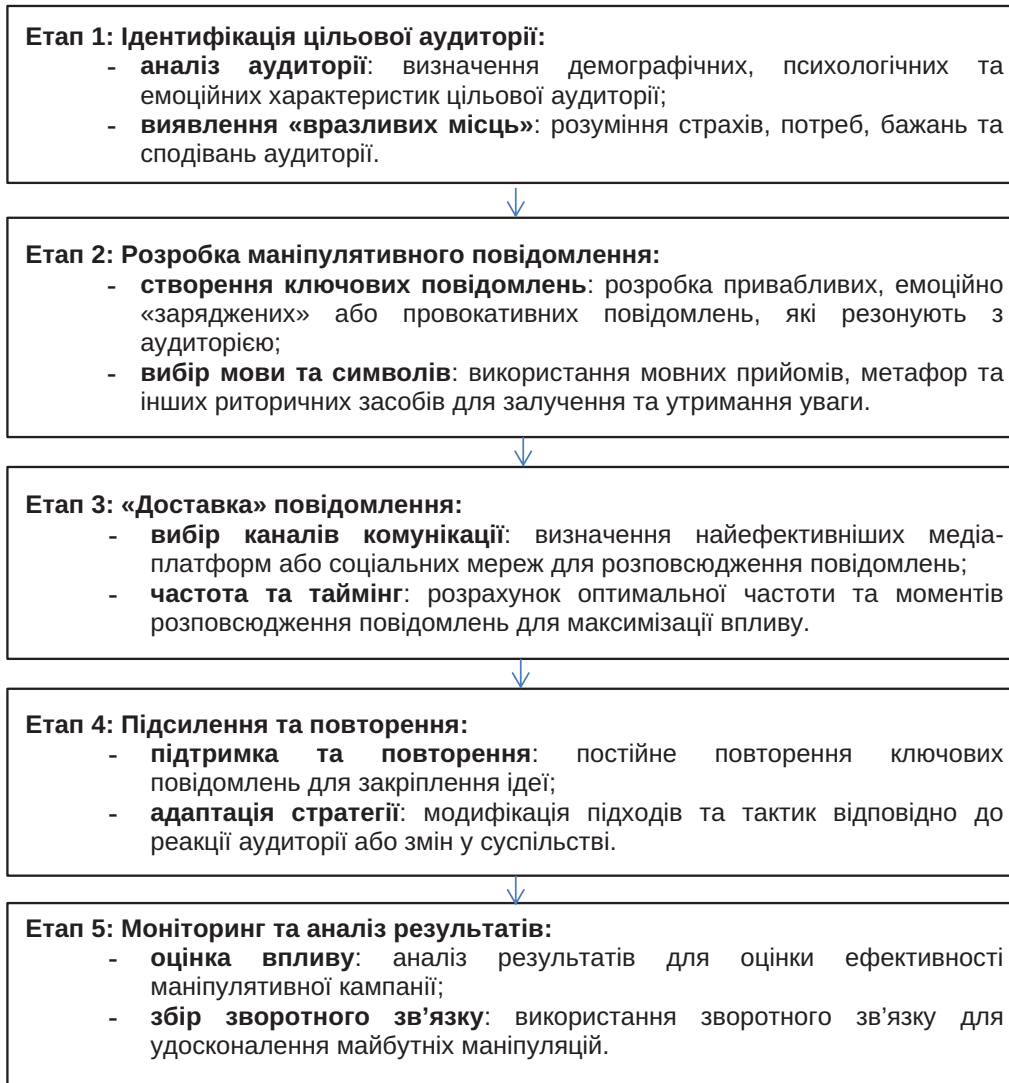 Етап 1: Ідентифікація цільової аудиторії:
- аналіз аудиторії: визначення демографічних, психологічних та
емоційних характеристик цільової аудиторії;
- виявлення «вразливих місць»: розуміння страхів, потреб, бажань та
сподівань аудиторії.
Етап 2: Розробка маніпулятивного повідомлення:
- створення ключових повідомлень: розробка привабливих, емоційно
«заряджених» або провокативних повідомлень, які резонують з
аудиторією;
- вибір мови та символів: використання мовних прийомів, метафор та
інших риторичних засобів для залучення та утримання уваги.
Етап 3: «Доставка» повідомлення:
- вибір каналів комунікації: визначення найефективніших медіа-
платформ або соціальних мереж для розповсюдження повідомлень;
- частота та таймінг: розрахунок оптимальної частоти та моментів
розповсюдження повідомлень для максимізації впливу.
Етап 4: Підсилення та повторення:
- підтримка та повторення: постійне повторення ключових
повідомлень для закріплення ідеї;
- адаптація стратегії: модифікація підходів та тактик відповідно до
реакції аудиторії або змін у суспільстві.
Етап 5: Моніторинг та аналіз результатів:
- оцінка впливу: аналіз результатів для оцінки ефективності
маніпулятивної кампанії;
- збір зворотного зв’язку: використання зворотного зв’язку для
удосконалення майбутніх маніпуляцій.